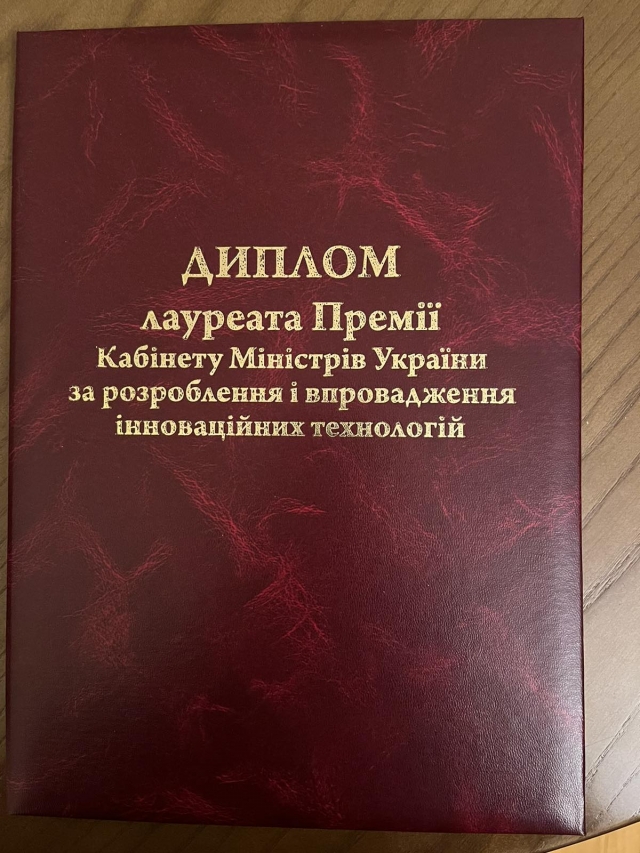 ДИПЛОМ
лауреата Премії
Кабінету Міністрів України
за розроблення і впровадження
інноваційних технологій